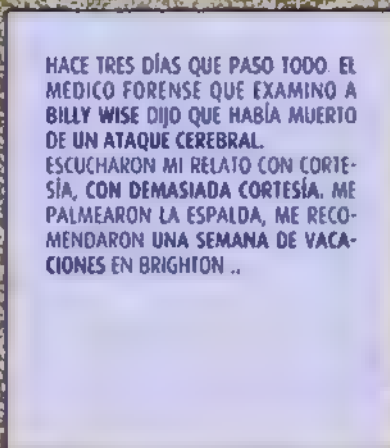 HACE TRES DÍAS QUE PASO TODO. EL
MEDICO FORENSE QUE EXAMINO A
BILLY WISE DIJO QUE HABÍA MUERTO
DE UN ATAQUE CEREBRAL.
ESCUCHARON MI RELATO CON CORTE-
SÍA, CON DEMASIADA CORTESÍA. ME
PALMEARON LA ESPALDA, ME RECO-
MENDARON UNA SEMANA DE VACA-
CIONES EN BRIGHTON ..